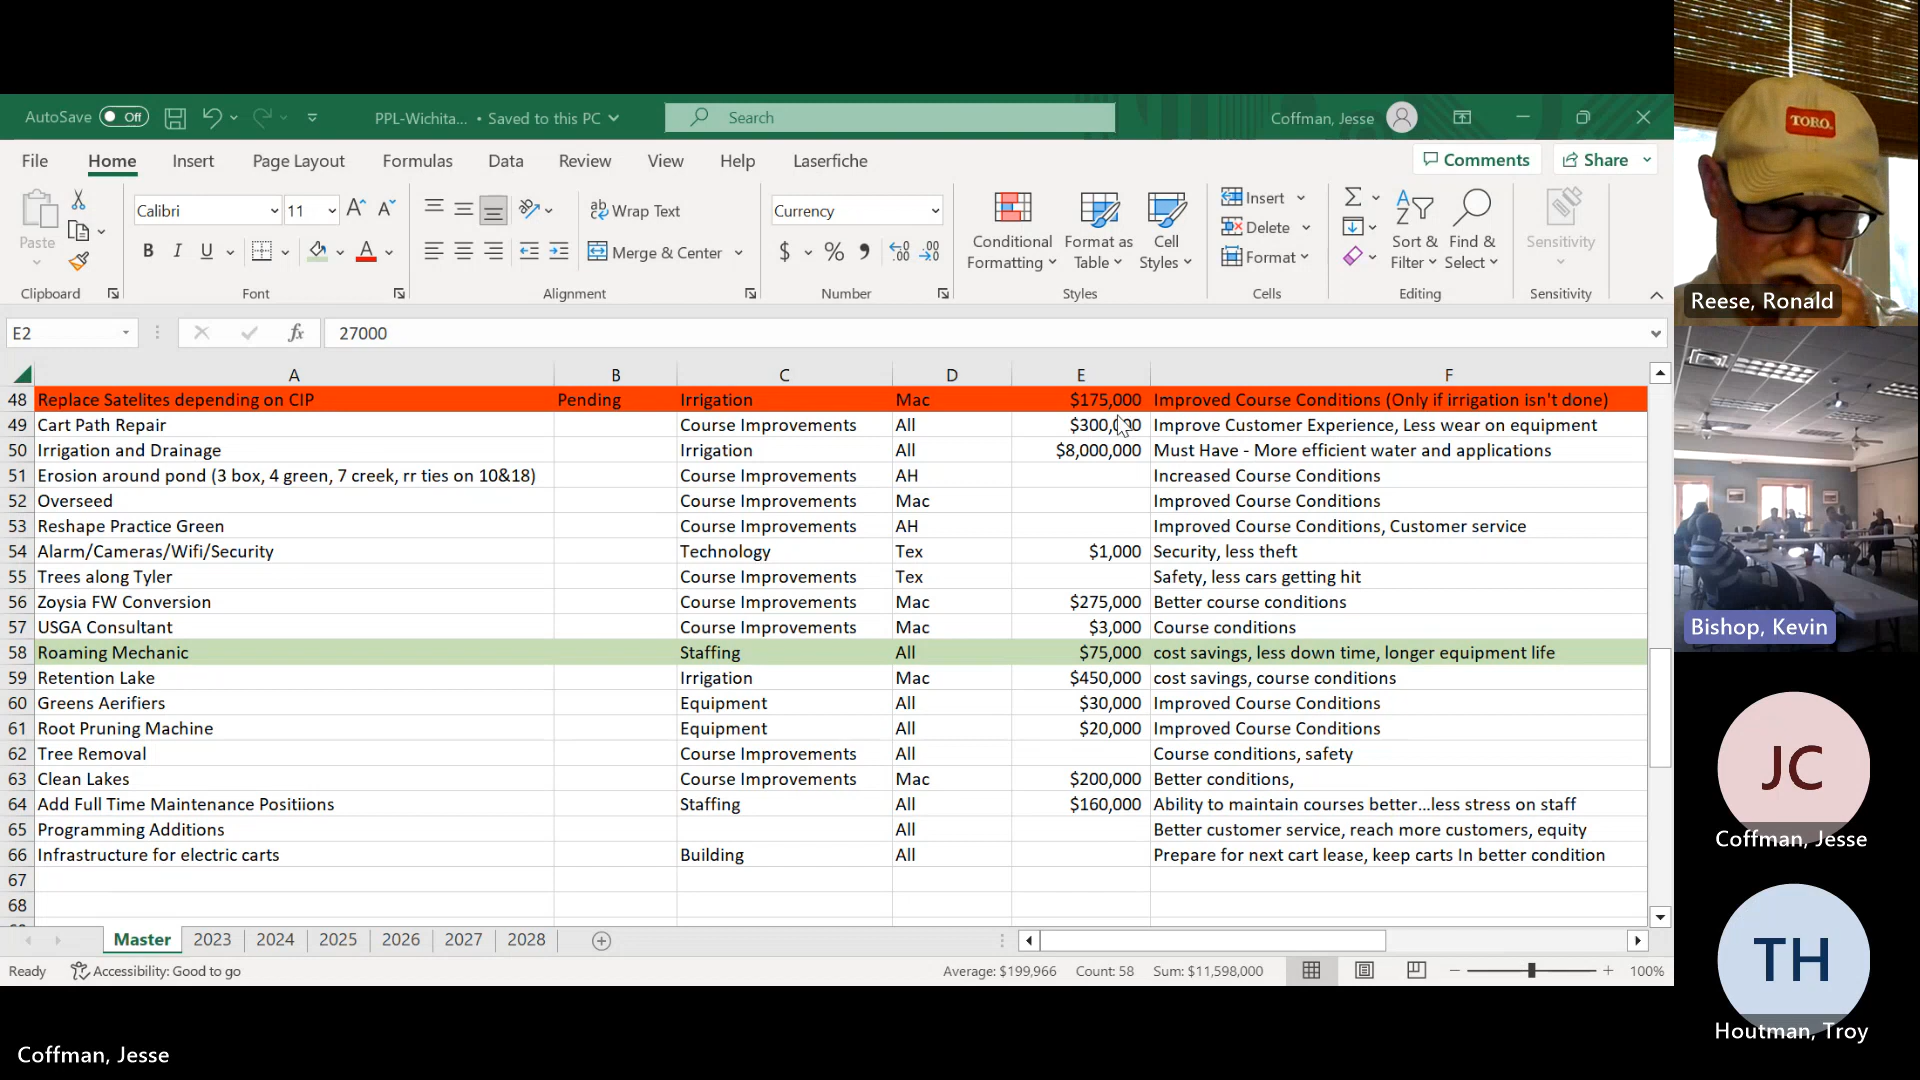 AutoSave Off PPL-Wichita... • Saved to this PC Search Coffman, Jesse
File Home Insert Page Layout Formulas Data Review View Help Laserfiche Comments Share
Calibri 11 Wrap Text Currency Insert
Paste B I U Merge & Center $ % 9 Conditional Formatting Format as Table Cell Styles Delete Format Sort & Filter Find & Select Sensitivity
Clipboard Font Alignment Number Styles Cells Editing Sensitivity
E2 fx 27000
A B C D E F
48 Replace Satelites depending on CIP Pending Irrigation Mac $175,000 Improved Course Conditions (Only if irrigation isn't done)
49 Cart Path Repair Course Improvements All $300,000 Improve Customer Experience, Less wear on equipment
50 Irrigation and Drainage Irrigation All $8,000,000 Must Have - More efficient water and applications
51 Erosion around pond (3 box, 4 green, 7 creek, rr ties on 10&18) Course Improvements AH Increased Course Conditions
52 Overseed Course Improvements Mac Improved Course Conditions
53 Reshape Practice Green Course Improvements AH Improved Course Conditions, Customer service
54 Alarm/Cameras/Wifi/Security Technology Tex $1,000 Security, less theft
55 Trees along Tyler Course Improvements Tex Safety, less cars getting hit
56 Zoysia FW Conversion Course Improvements Mac $275,000 Better course conditions
57 USGA Consultant Course Improvements Mac $3,000 Course conditions
58 Roaming Mechanic Staffing All $75,000 cost savings, less down time, longer equipment life
59 Retention Lake Irrigation Mac $450,000 cost savings, course conditions
60 Greens Aerifiers Equipment All $30,000 Improved Course Conditions
61 Root Pruning Machine Equipment All $20,000 Improved Course Conditions
62 Tree Removal Course Improvements All Course conditions, safety
63 Clean Lakes Course Improvements Mac $200,000 Better conditions,
64 Add Full Time Maintenance Positiions Staffing All $160,000 Ability to maintain courses better...less stress on staff
65 Programming Additions All Better customer service, reach more customers, equity
66 Infrastructure for electric carts Building All Prepare for next cart lease, keep carts In better condition
67
68
Master 2023 2024 2025 2026 2027 2028
Ready Accessibility: Good to go Average: $199,966 Count: 58 Sum: $11,598,000 100%
Coffman, Jesse
TORO
Reese, Ronald
Bishop, Kevin
JC
Coffman, Jesse
TH
Houtman, Troy